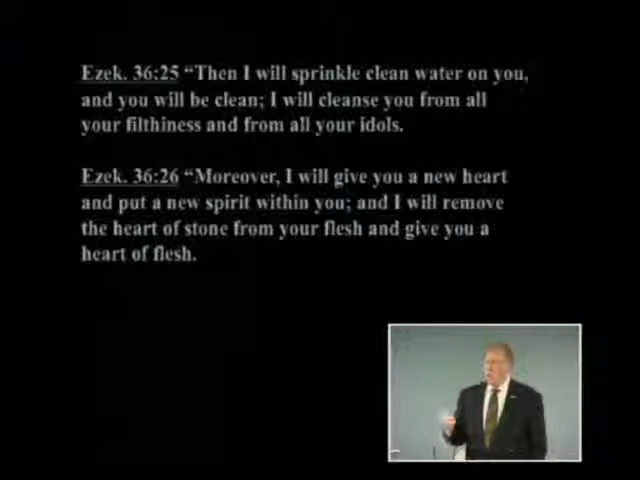 Ezek. 36:25 “Then I will sprinkle clean water on you,
and you will be clean; I will cleanse you from all
your filthiness and from all your idols.
Ezek. 36:26 “Moreover, I will give you a new heart
and put a new spirit within you; and I will remove
the heart of stone from your flesh and give you a
heart of flesh.